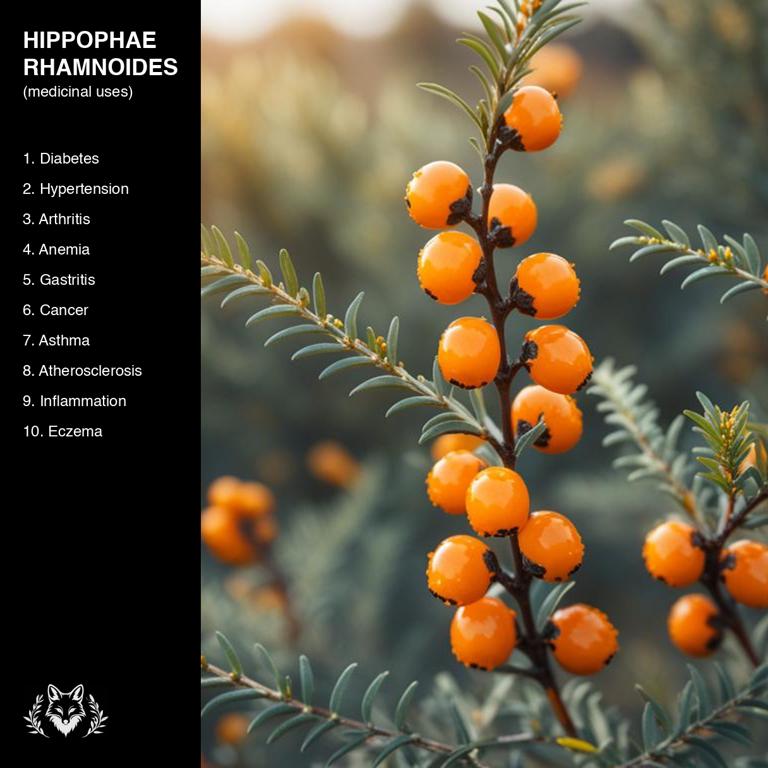 HIPPOPHAE
RHAMNOIDES
(medicinal uses)
1. Diabetes
2. Hypertension
3. Arthritis
4. Anemia
5. Gastritis
6. Cancer
7. Asthma
8. Atherosclerosis
9. Inflammation
10. Eczema